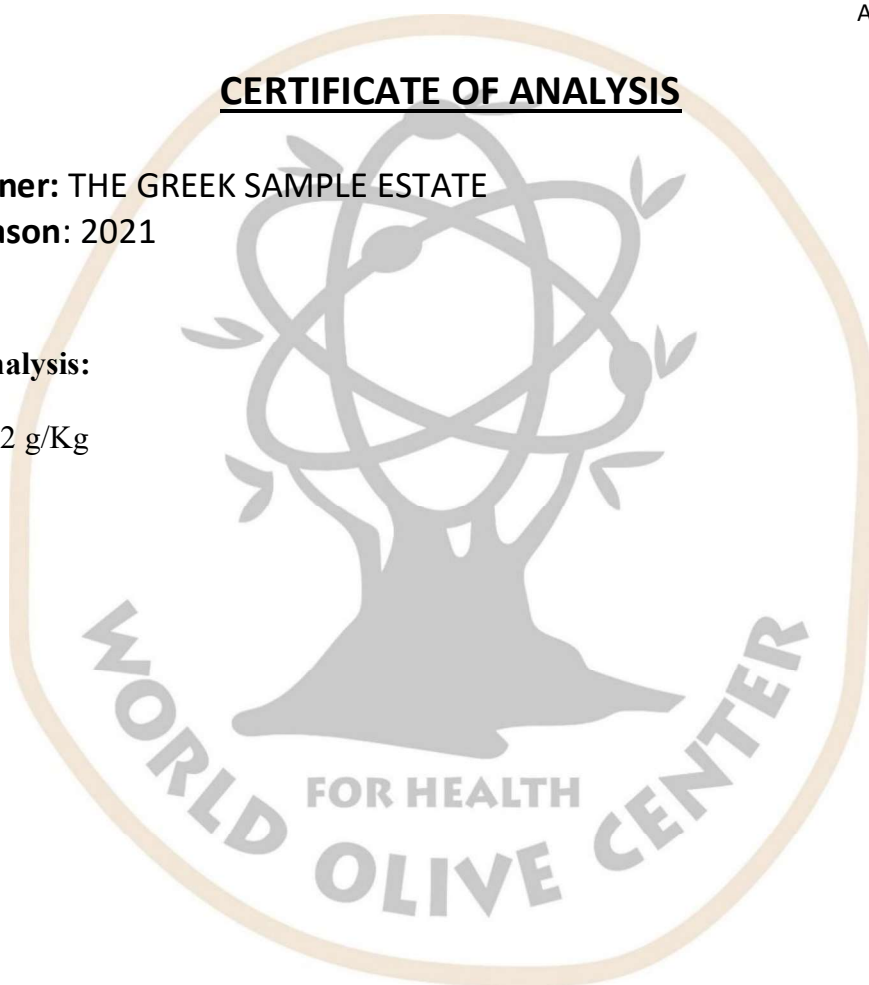 A
CERTIFICATE OF ANALYSIS
ner: THE GREEK SAMPLE ESTATE
son: 2021
nalysis:
2 g/Kg
WORLD OLIVE CENTER
FOR HEALTH